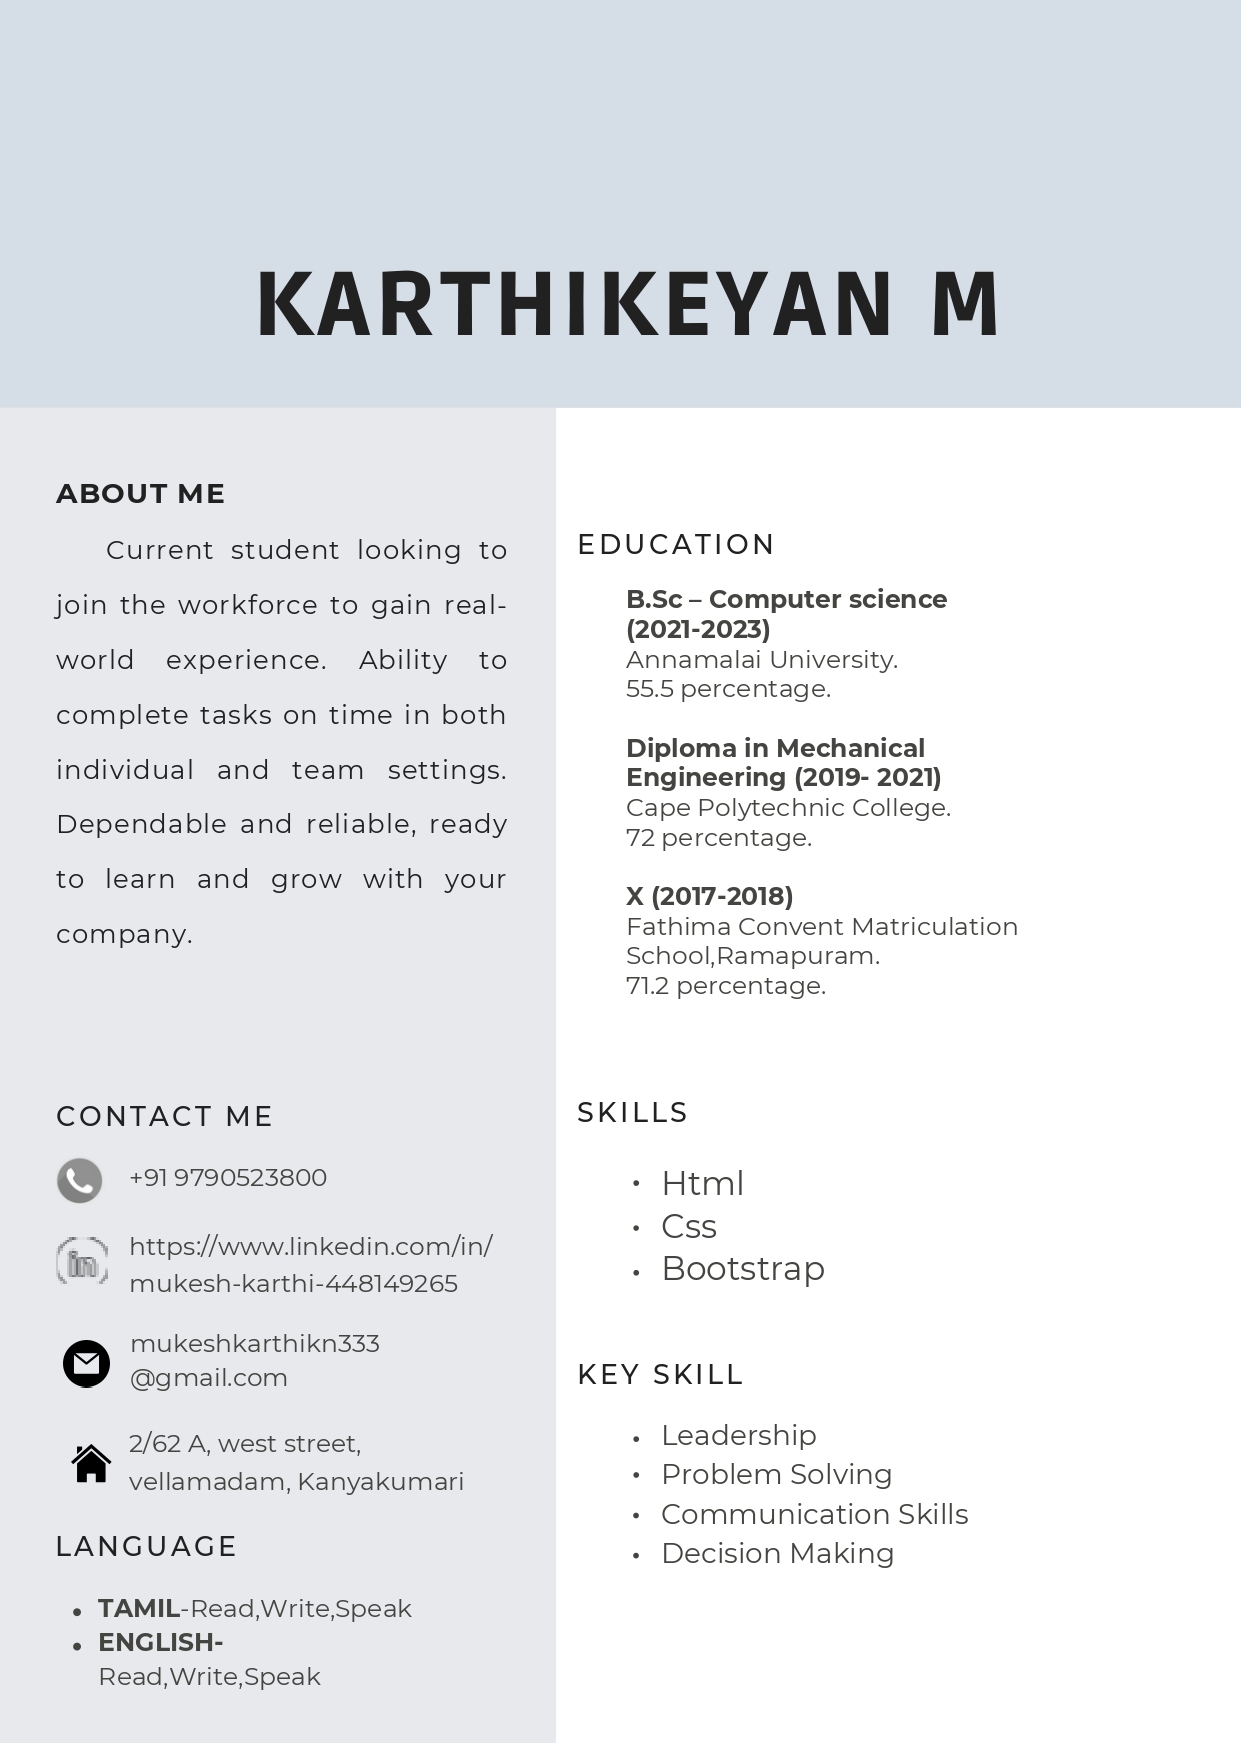 KARTHIKEYAN M
ABOUT ME
Current student looking to
join the workforce to gain real-
world experience. Ability to
complete tasks on time in both
individual and team settings.
Dependable and reliable, ready
to learn and grow with your
company.
CONTACT ME
+91 9790523800
https://www.linkedin.com/in/
mukesh-karthi-448149265
mukeshkarthikn333
@gmail.com
2/62 A, west street,
vellamadam, Kanyakumari
LANGUAGE
• TAMIL-Read,Write,Speak
• ENGLISH-
Read,Write,Speak
EDUCATION
B.Sc – Computer science
(2021-2023)
Annamalai University.
55.5 percentage.
Diploma in Mechanical
Engineering (2019- 2021)
Cape Polytechnic College.
72 percentage.
X (2017-2018)
Fathima Convent Matriculation
School,Ramapuram.
71.2 percentage.
SKILLS
• Html
• Css
• Bootstrap
KEY SKILL
• Leadership
• Problem Solving
• Communication Skills
• Decision Making